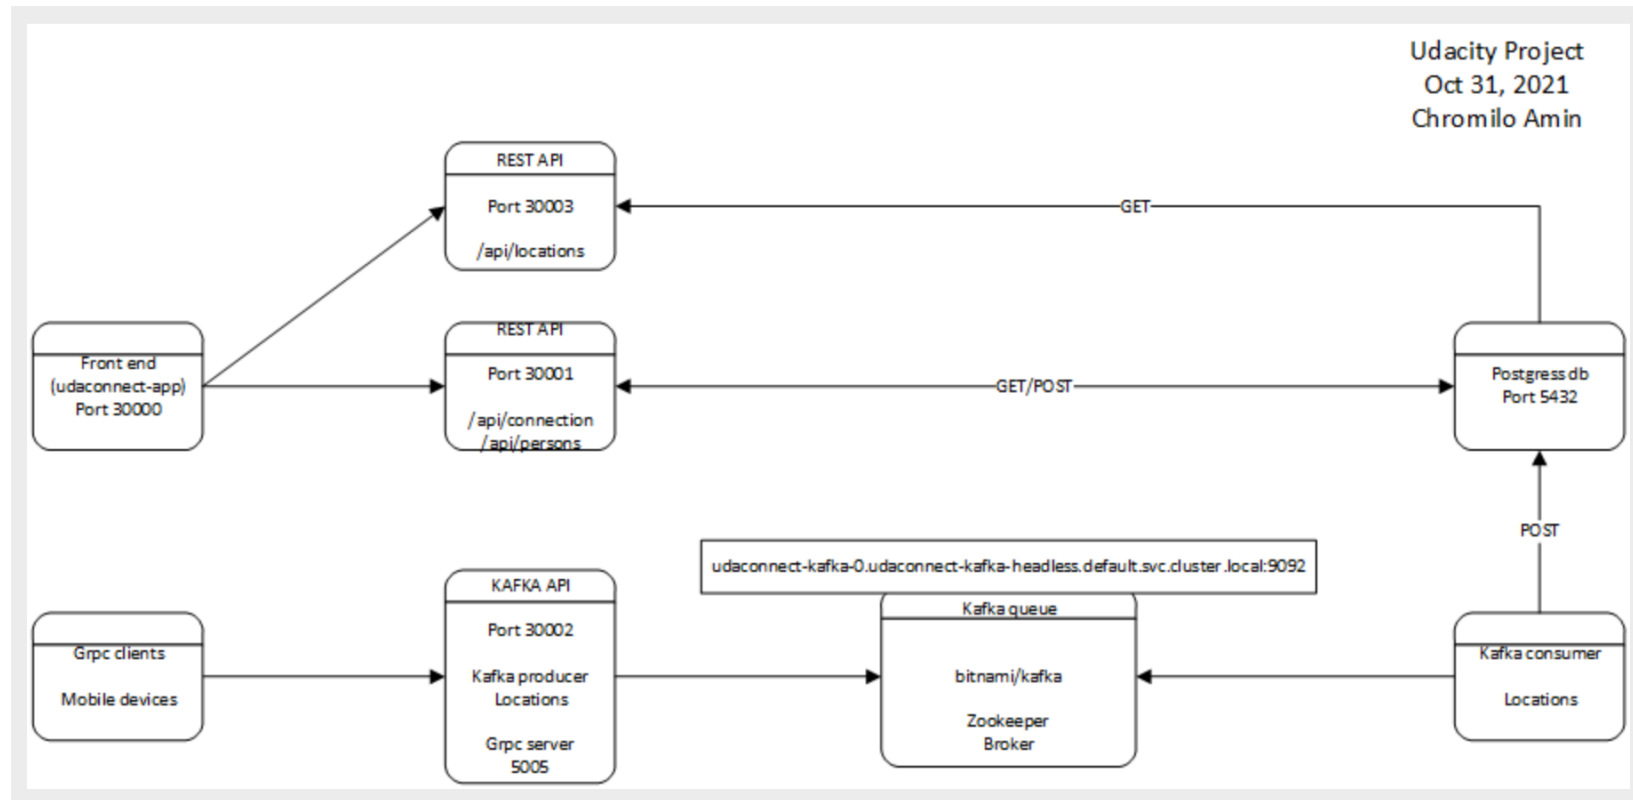 Udacity Project
Oct 31, 2021
Chromilo Amin
REST API
Port 30003
/api/locations
GET
Front end
(udaconnect-app)
Port 30000
REST API
Port 30001
/api/connection
/api/persons
GET/POST
Postgress db
Port 5432
POST
udaconnect-kafka-0.udaconnect-kafka-headless.default.svc.cluster.local:9092
Grpc clients
Mobile devices
KAFKA API
Port 30002
Kafka producer
Locations
Grpc server
5005
Kafka queue
bitnami/kafka
Zookeeper
Broker
Kafka consumer
Locations